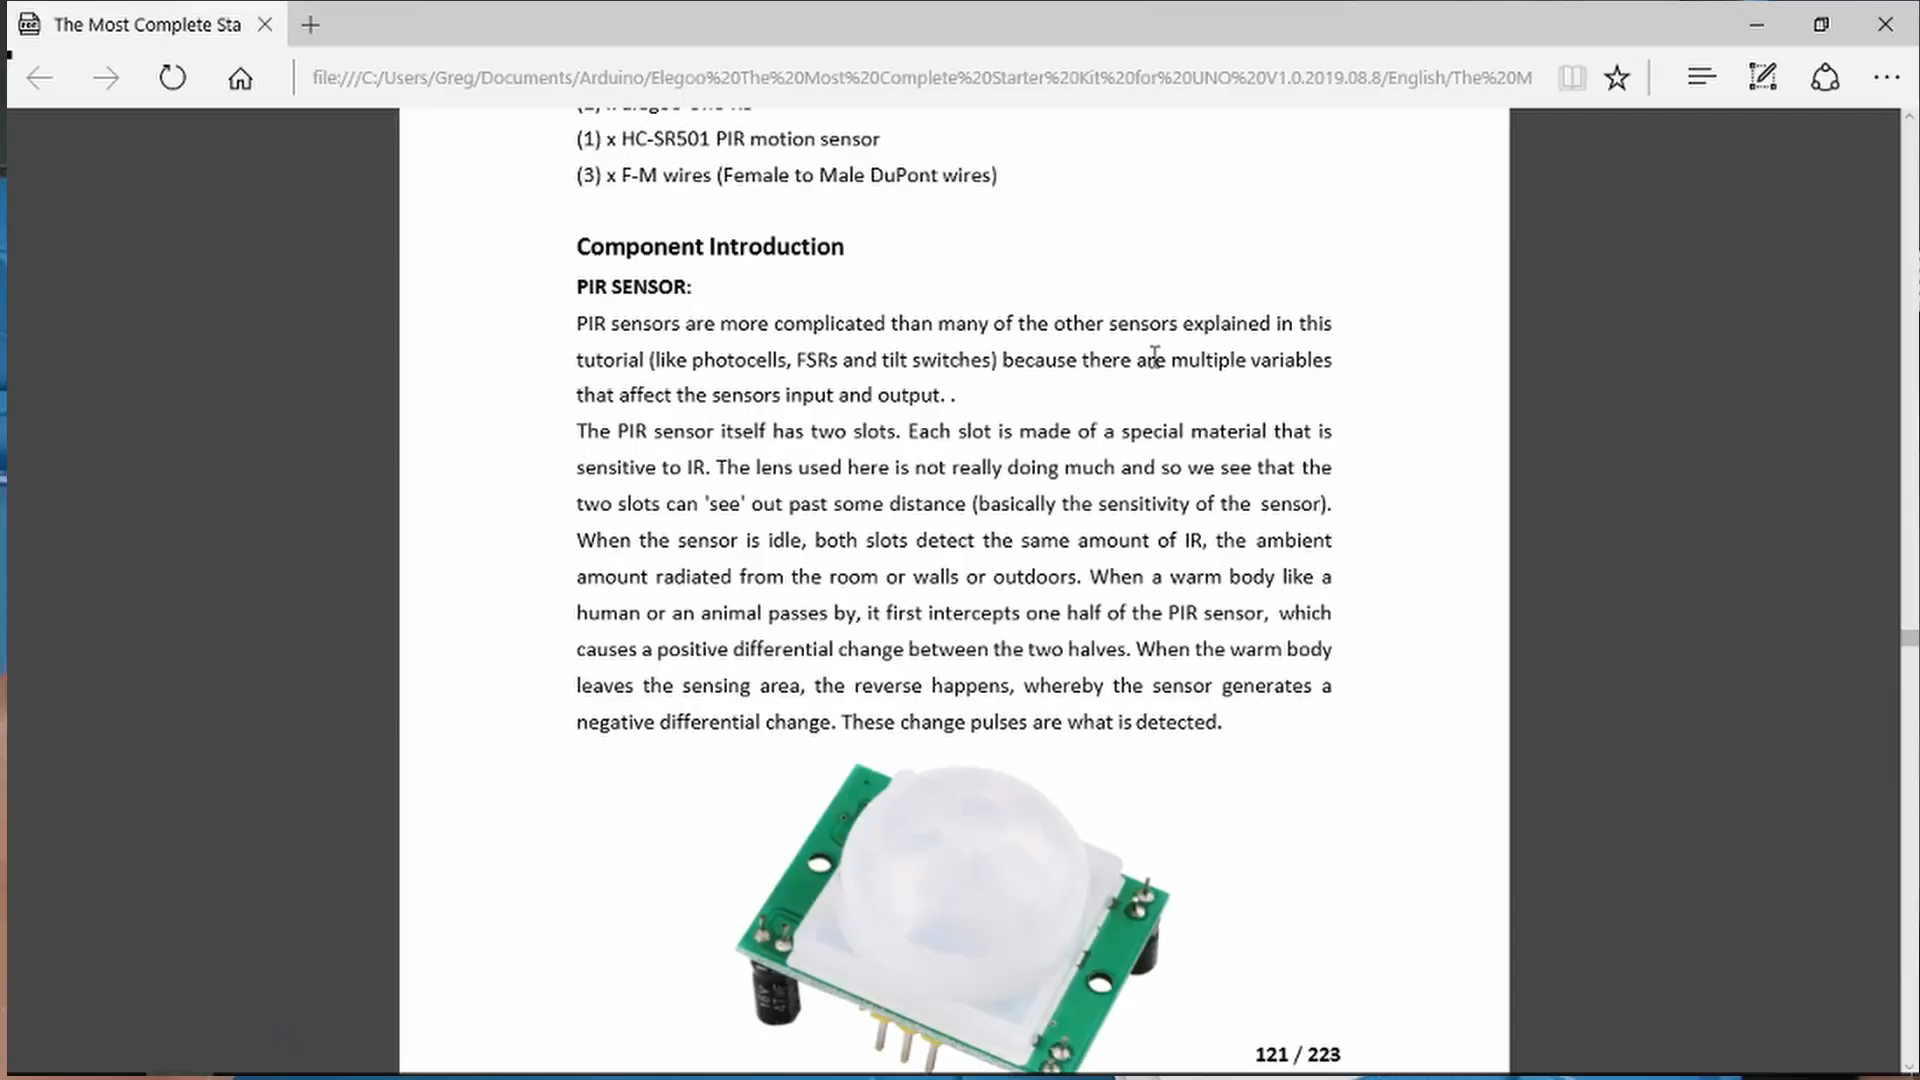 The Most Complete Sta
file:///C:/Users/Greg/Documents/Arduino/Elegoo%20The%20Most%20Complete%20Starter%20Kit%20for%20UNO%20V1.0.2019.08.8/English/The%20M
(1) x HC-SR501 PIR motion sensor
(3) x F-M wires (Female to Male DuPont wires)
Component Introduction
PIR SENSOR:
PIR sensors are more complicated than many of the other sensors explained in this
tutorial (like photocells, FSRs and tilt switches) because there are multiple variables
that affect the sensors input and output. .
The PIR sensor itself has two slots. Each slot is made of a special material that is
sensitive to IR. The lens used here is not really doing much and so we see that the
two slots can 'see' out past some distance (basically the sensitivity of the sensor).
When the sensor is idle, both slots detect the same amount of IR, the ambient
amount radiated from the room or walls or outdoors. When a warm body like a
human or an animal passes by, it first intercepts one half of the PIR sensor, which
causes a positive differential change between the two halves. When the warm body
leaves the sensing area, the reverse happens, whereby the sensor generates a
negative differential change. These change pulses are what is detected.
16V
121 / 223